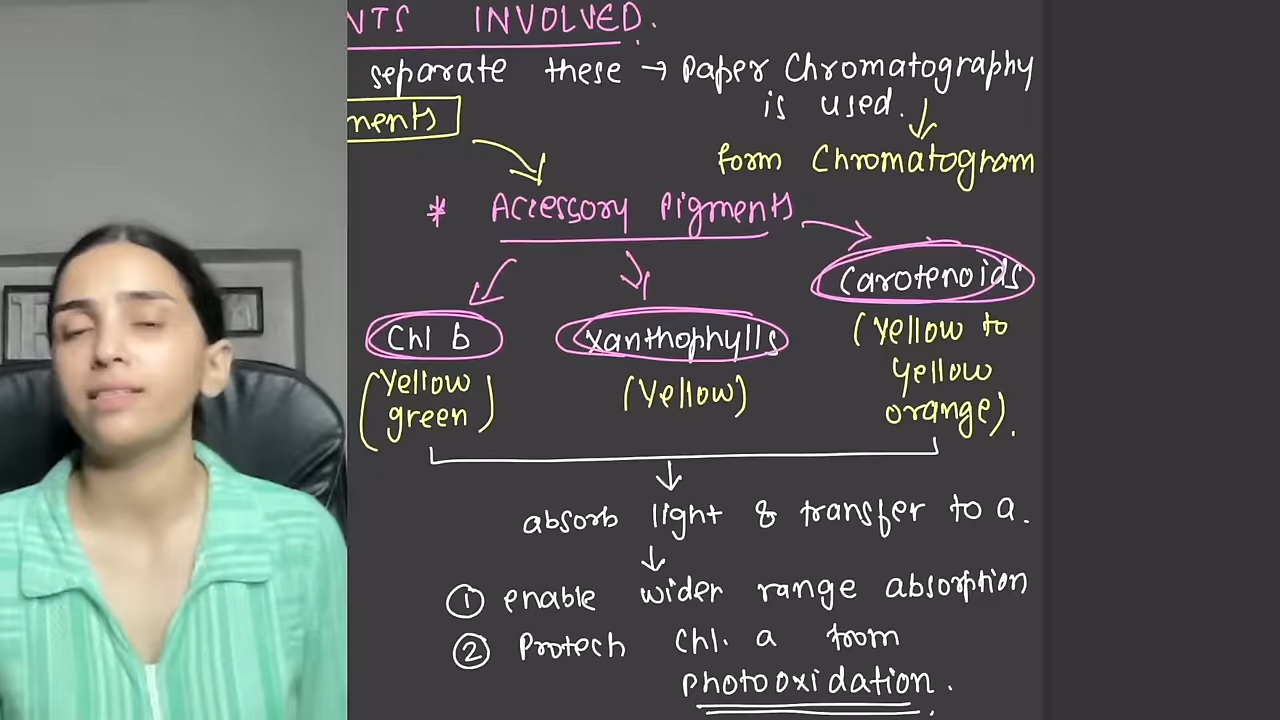 NTS INVOLVED.
separate these → Paper Chromatography
is used.
ments
form Chromatogram
* Accessory Pigments
Carotenoids
Chl b
Xanthophylls
(Yellow to
yellow
orange).
(Yellow
green)
(Yellow)
absorb light & transfer to a.
① enable wider range absorption
② Protech Chl. a from
photooxidation.